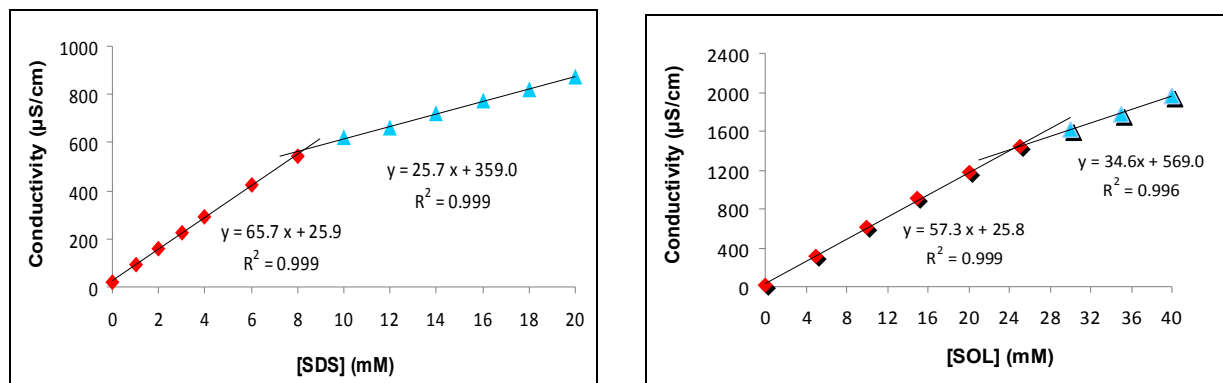 1000
800
600
400
200
0
Conductivity (µS/cm)
y = 25.7 x + 359.0
R² = 0.999
y = 65.7 x + 25.9
R² = 0.999
0 2 4 6 8 10 12 14 16 18 20
[SDS] (mM)
2400
2000
1600
1200
800
400
0
Conductivity (µS/cm)
y = 34.6x + 569.0
R² = 0.996
y = 57.3 x + 25.8
R² = 0.999
0 4 8 12 16 20 24 28 32 36 40
[SOL] (mM)